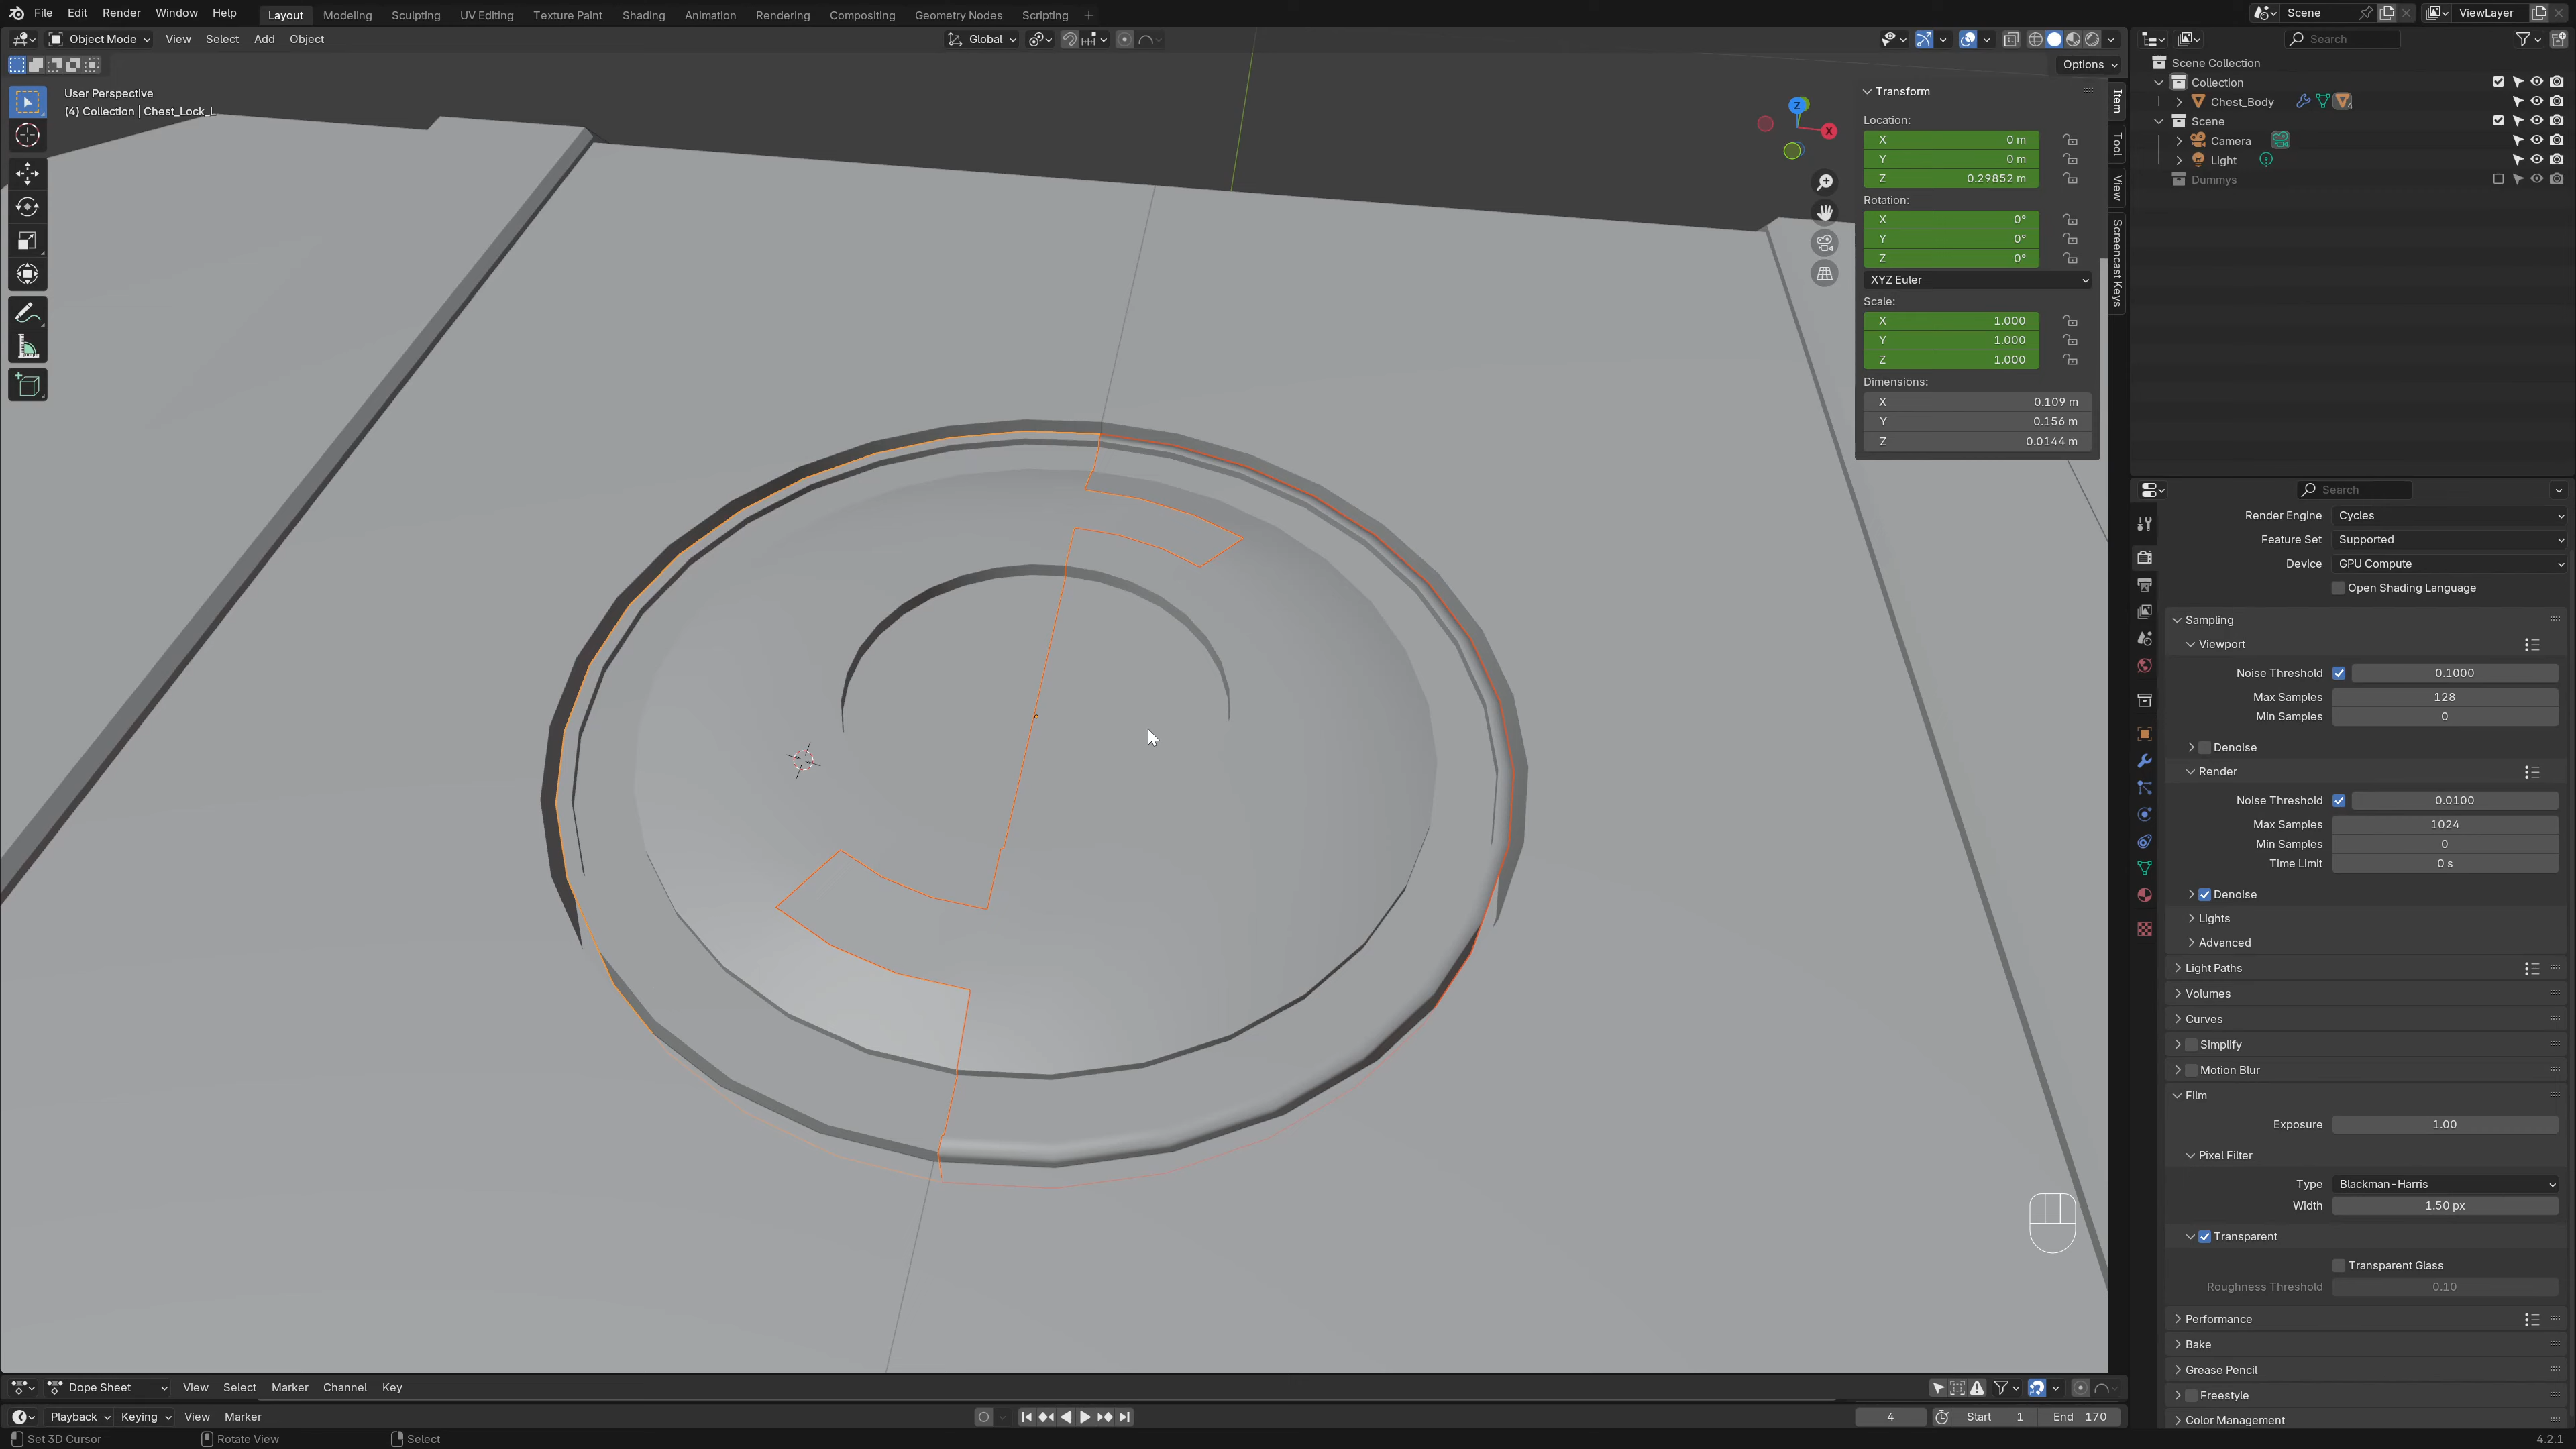 File Edit Render Window Help Layout Modeling Sculpting UV Editing Texture Paint Shading Animation Rendering Compositing Geometry Nodes Scripting Scene ViewLayer
Object Mode View Select Add Object Global
Options
User Perspective
(4) Collection | Chest_Lock_L
Z
X
Transform
Location:
X 0 m
Y 0 m
Z 0.29852 m
Rotation:
X 0°
Y 0°
Z 0°
XYZ Euler
Scale:
X 1.000
Y 1.000
Z 1.000
Dimensions:
X 0.109 m
Y 0.156 m
Z 0.0144 m
Item
Tool
View
Screencast Keys
Search
Scene Collection
Collection
Chest_Body
Scene
Camera
Light
Dummys
Search
Render Engine Cycles
Feature Set Supported
Device GPU Compute
Open Shading Language
Sampling
Viewport
Noise Threshold 0.1000
Max Samples 128
Min Samples 0
Denoise
Render
Noise Threshold 0.0100
Max Samples 1024
Min Samples 0
Time Limit 0 s
Denoise
Lights
Advanced
Light Paths
Volumes
Curves
Simplify
Motion Blur
Film
Exposure 1.00
Pixel Filter
Type Blackman-Harris
Width 1.50 px
Transparent
Transparent Glass
Roughness Threshold 0.10
Performance
Bake
Grease Pencil
Freestyle
Color Management
Dope Sheet View Select Marker Channel Key
Playback Keying View Marker 4 Start 1 End 170
Set 3D Cursor Rotate View Select 4.2.1